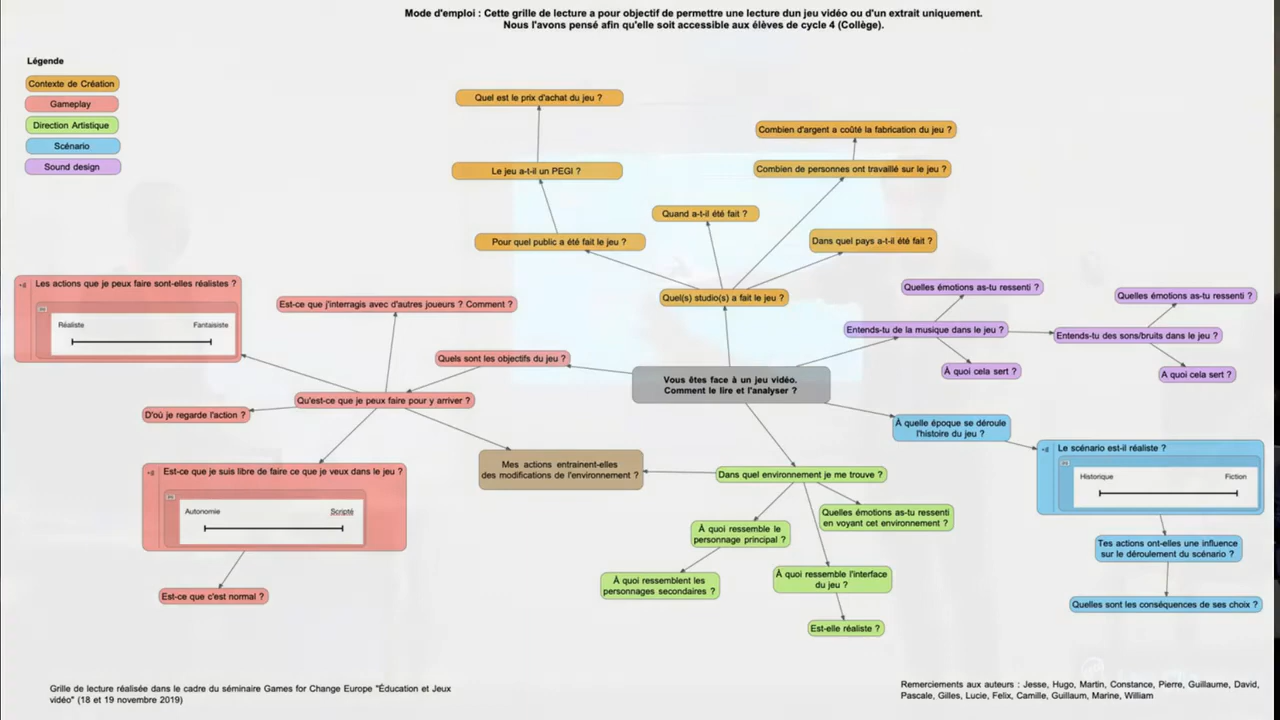 Mode d'emploi : Cette grille de lecture a pour objectif de permettre une lecture dun jeu vidéo ou d'un extrait uniquement.
Nous l'avons pensé afin qu'elle soit accessible aux élèves de cycle 4 (Collège).
Légende
Contexte de Création
Gameplay
Direction Artistique
Scénario
Sound design
Quel est le prix d'achat du jeu ?
Combien d'argent a coûté la fabrication du jeu ?
Le jeu a-t-il un PEGI ?
Combien de personnes ont travaillé sur le jeu ?
Quand a-t-il été fait ?
Pour quel public a été fait le jeu ?
Dans quel pays a-t-il été fait ?
Quel(s) studio(s) a fait le jeu ?
Les actions que je peux faire sont-elles réalistes ?
Réaliste Fantaisiste
Est-ce que j'interragis avec d'autres joueurs ? Comment ?
Quelles émotions as-tu ressenti ?
Quelles émotions as-tu ressenti ?
Entends-tu de la musique dans le jeu ?
Entends-tu des sons/bruits dans le jeu ?
À quoi cela sert ?
A quoi cela sert ?
Quels sont les objectifs du jeu ?
Vous êtes face à un jeu vidéo.
Comment le lire et l'analyser ?
Qu'est-ce que je peux faire pour y arriver ?
D'où je regarde l'action ?
À quelle époque se déroule
l'histoire du jeu ?
Le scénario est-il réaliste ?
Historique Fiction
Est-ce que je suis libre de faire ce que je veux dans le jeu ?
Autonomie Scripté
Mes actions entrainent-elles
des modifications de l'environnement ?
Dans quel environnement je me trouve ?
Quelles émotions as-tu ressenti
en voyant cet environnement ?
À quoi ressemble le
personnage principal ?
Tes actions ont-elles une influence
sur le déroulement du scénario ?
À quoi ressemblent les
personnages secondaires ?
À quoi ressemble l'interface
du jeu ?
Est-ce que c'est normal ?
Quelles sont les conséquences de ses choix ?
Est-elle réaliste ?
Grille de lecture réalisée dans le cadre du séminaire Games for Change Europe "Éducation et Jeux
vidéo" (18 et 19 novembre 2019)
Remerciements aux auteurs : Jesse, Hugo, Martin, Constance, Pierre, Guillaume, David,
Pascale, Gilles, Lucie, Felix, Camille, Guillaum, Marine, William